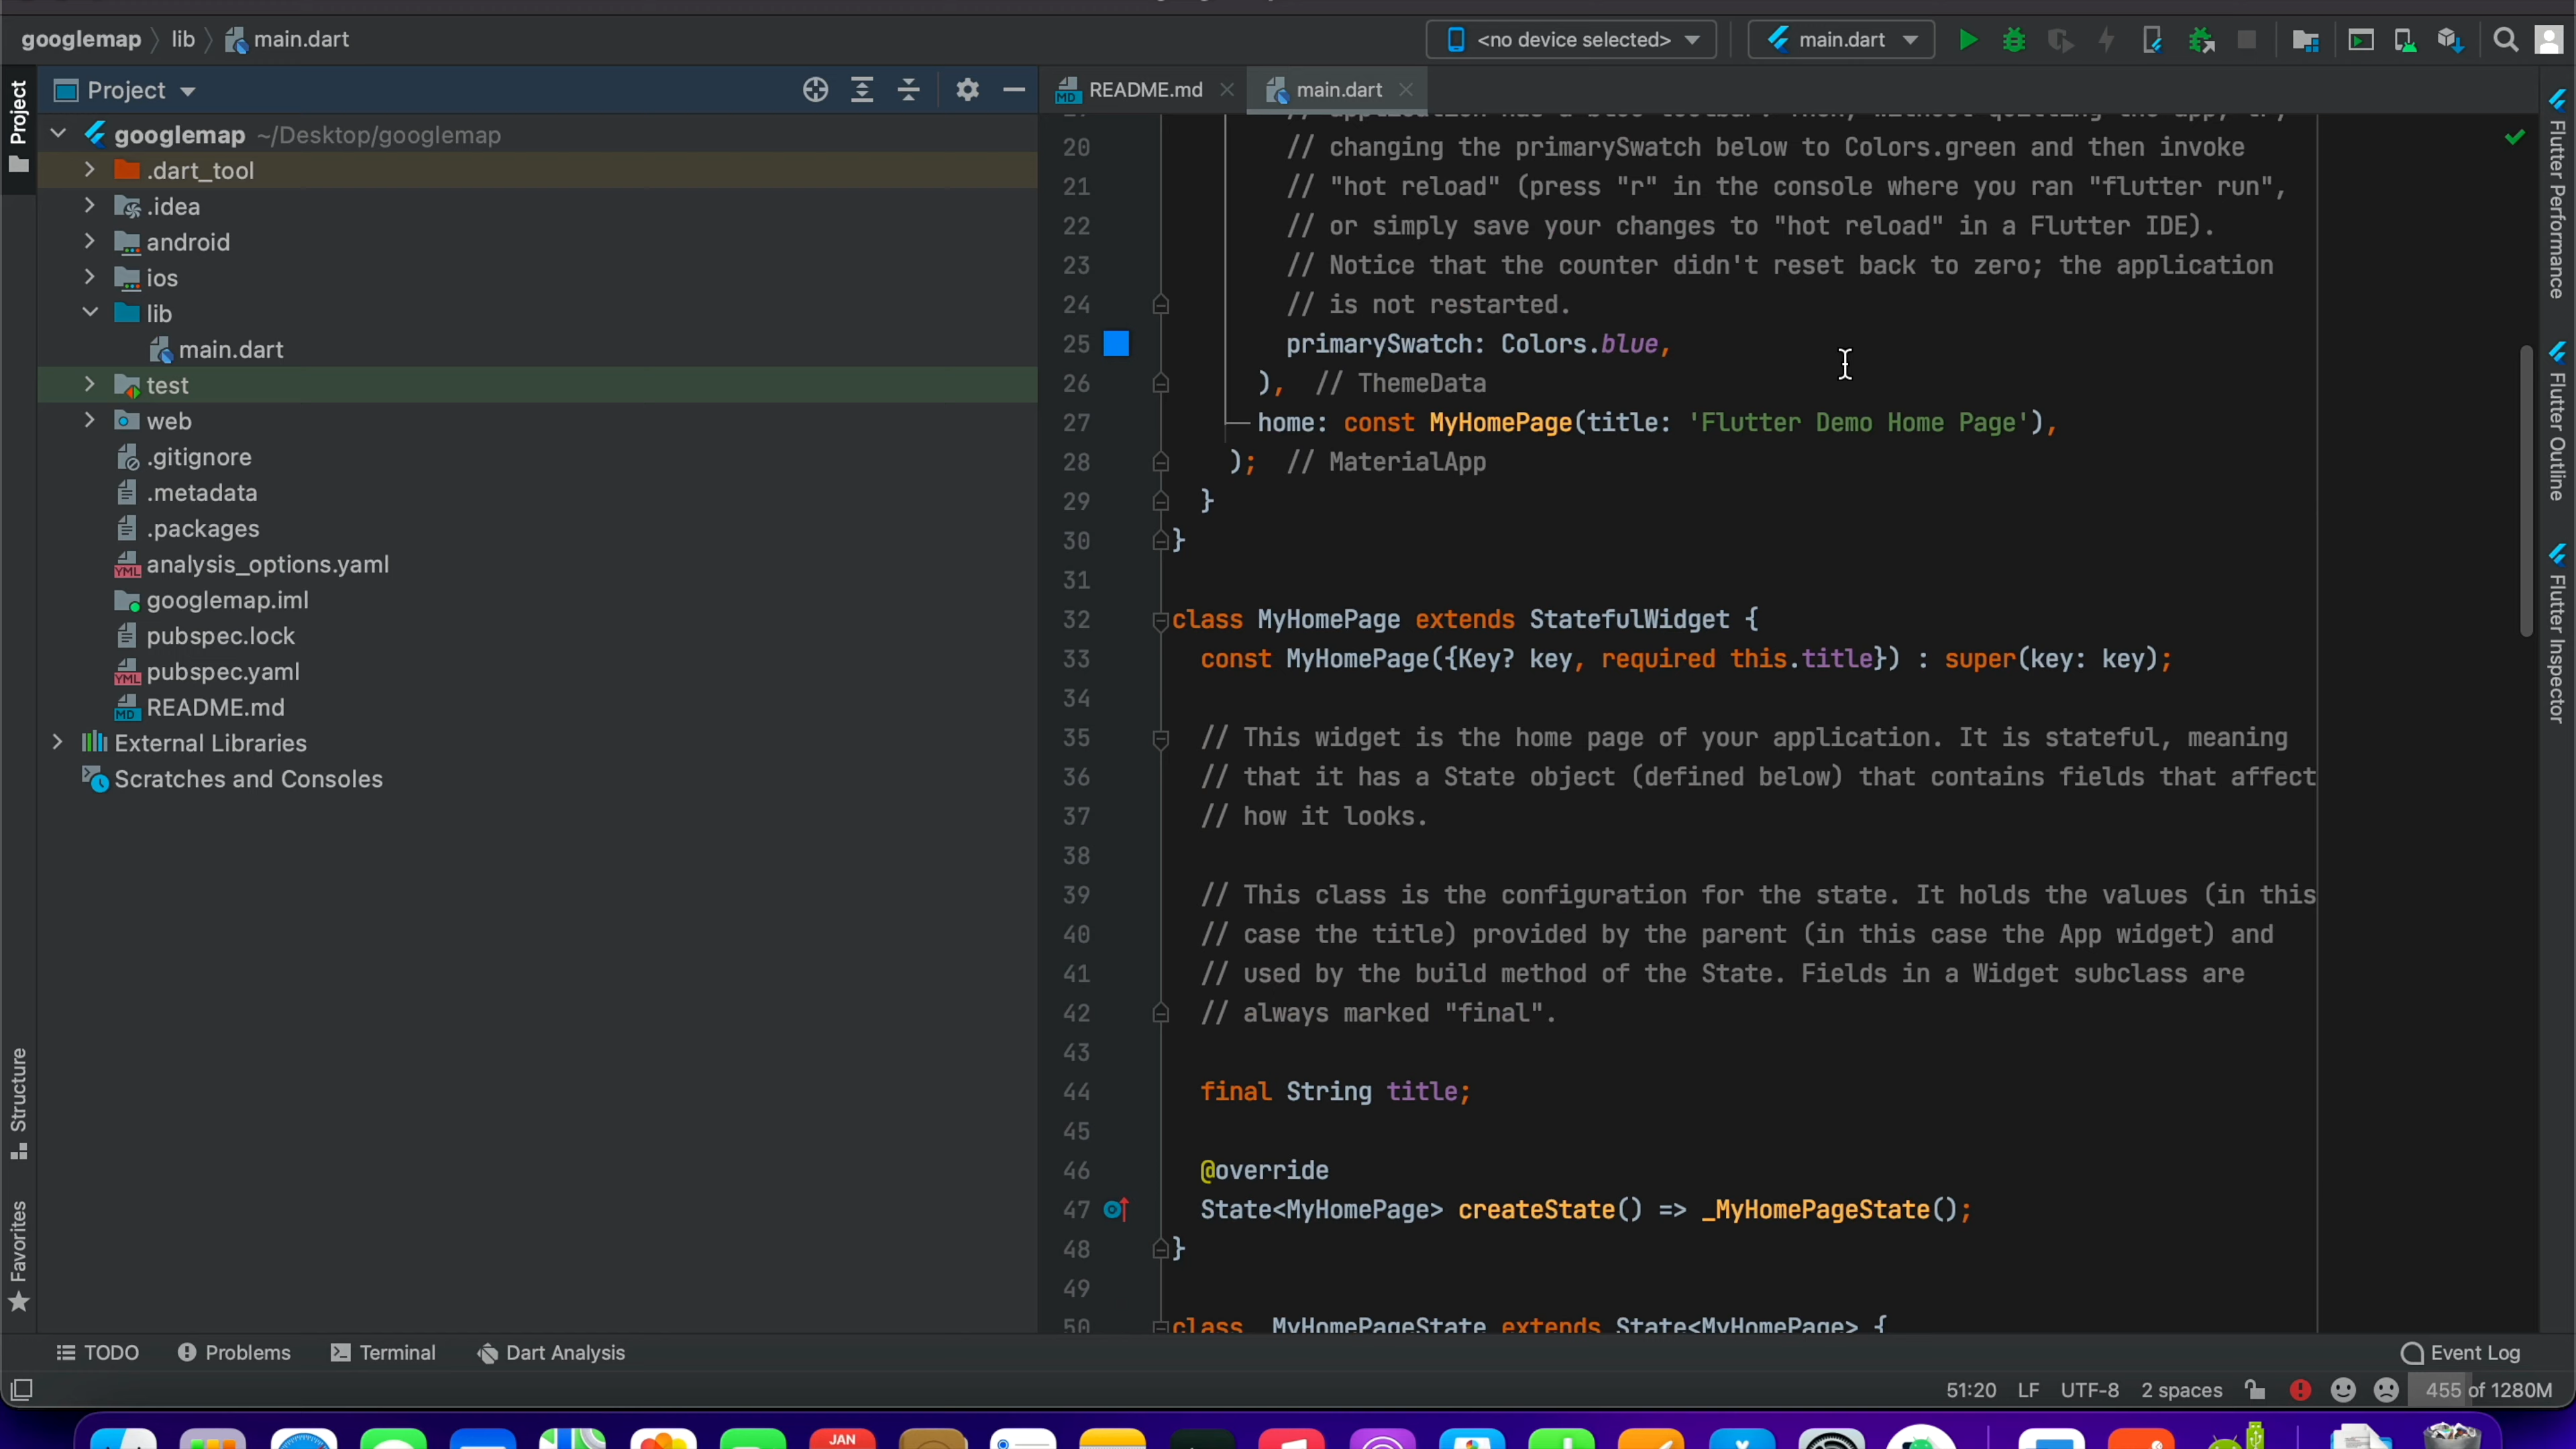 googlemap
lib
main.dart
<no device selected>
main.dart
Project
README.md
main.dart
Project
googlemap ~/Desktop/googlemap
.dart_tool
.idea
android
ios
lib
main.dart
test
web
.gitignore
.metadata
.packages
analysis_options.yaml
googlemap.iml
pubspec.lock
pubspec.yaml
README.md
External Libraries
Scratches and Consoles
Structure
Favorites
20 // changing the primarySwatch below to Colors.green and then invoke
21 // "hot reload" (press "r" in the console where you ran "flutter run",
22 // or simply save your changes to "hot reload" in a Flutter IDE).
23 // Notice that the counter didn't reset back to zero; the application
24 // is not restarted.
25 primarySwatch: Colors.blue,
26 ), // ThemeData
27 home: const MyHomePage(title: 'Flutter Demo Home Page'),
28 ); // MaterialApp
29 }
30 }
31
32 class MyHomePage extends StatefulWidget {
33 const MyHomePage({Key? key, required this.title}) : super(key: key);
34
35 // This widget is the home page of your application. It is stateful, meaning
36 // that it has a State object (defined below) that contains fields that affect
37 // how it looks.
38
39 // This class is the configuration for the state. It holds the values (in this
40 // case the title) provided by the parent (in this case the App widget) and
41 // used by the build method of the State. Fields in a Widget subclass are
42 // always marked "final".
43
44 final String title;
45
46 @override
47 State<MyHomePage> createState() => _MyHomePageState();
48 }
49
50 class _MyHomePageState extends State<MyHomePage> {
Flutter Performance
Flutter Outline
Flutter Inspector
TODO
Problems
Terminal
Dart Analysis
Event Log
51:20 LF UTF-8 2 spaces
455 of 1280M
JAN